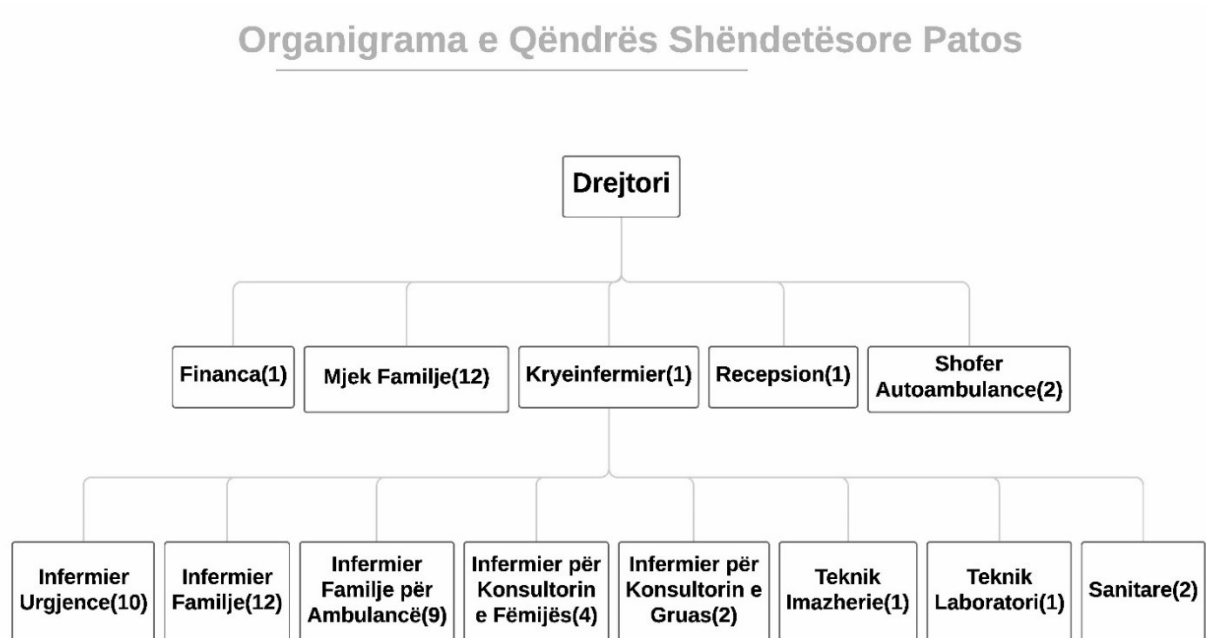 Organigrama e Qëndrës Shëndetësore Patos
Drejtori
Financa(1)
Mjek Familje(12)
Kryeinfermier(1)
Recepsion(1)
Shofer
Autoambulance(2)
Infermier
Urgjence(10)
Infermier
Familje(12)
Infermier
Familje për
Ambulancë(9)
Infermier për
Konsultorin
e Fëmijës(4)
Infermier për
Konsultorin e
Gruas(2)
Teknik
Imazherie(1)
Teknik
Laboratori(1)
Sanitare(2)